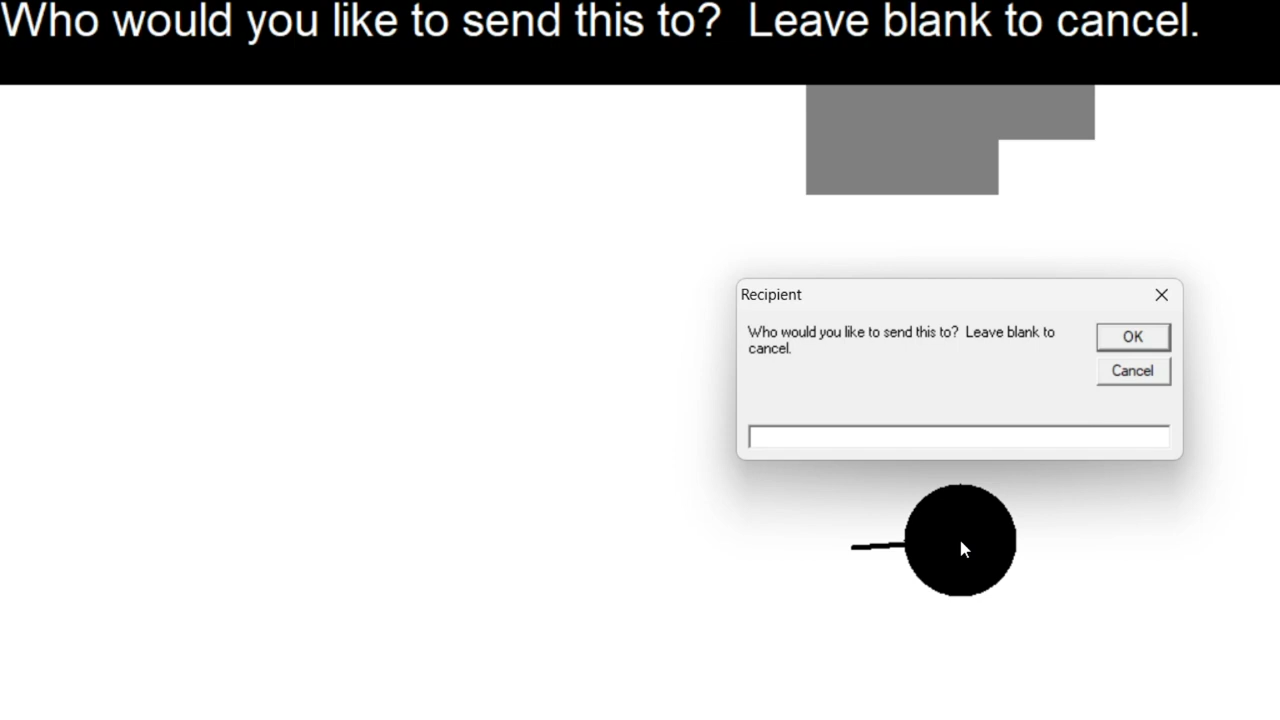 Who would you like to send this to?  Leave blank to cancel.
Recipient
Who would you like to send this to?  Leave blank to
cancel.
OK
Cancel